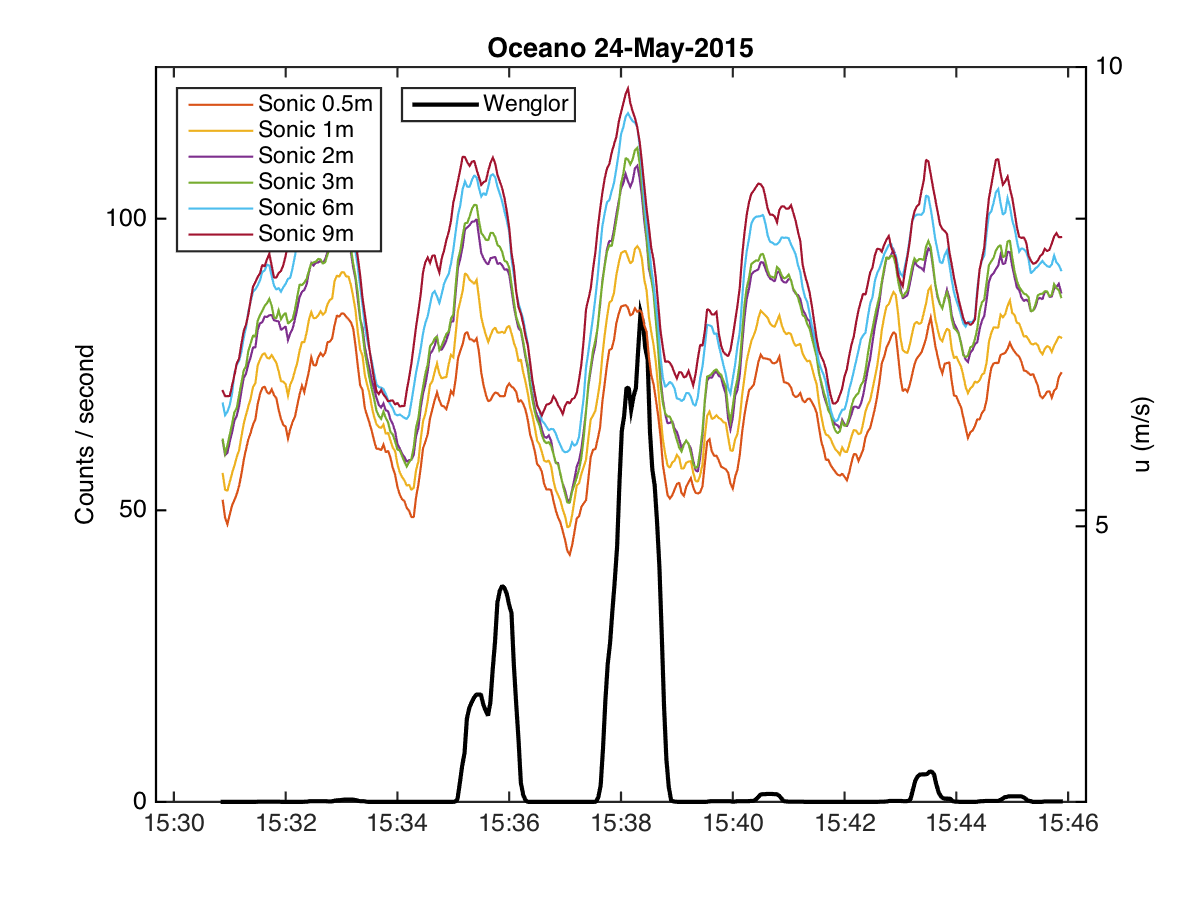 Oceano 24-May-2015
Sonic 0.5m
Sonic 1m
Sonic 2m
Sonic 3m
Sonic 6m
Sonic 9m
Wenglor
10
100
50
5
0
Counts / second
u (m/s)
15:30 15:32 15:34 15:36 15:38 15:40 15:42 15:44 15:46